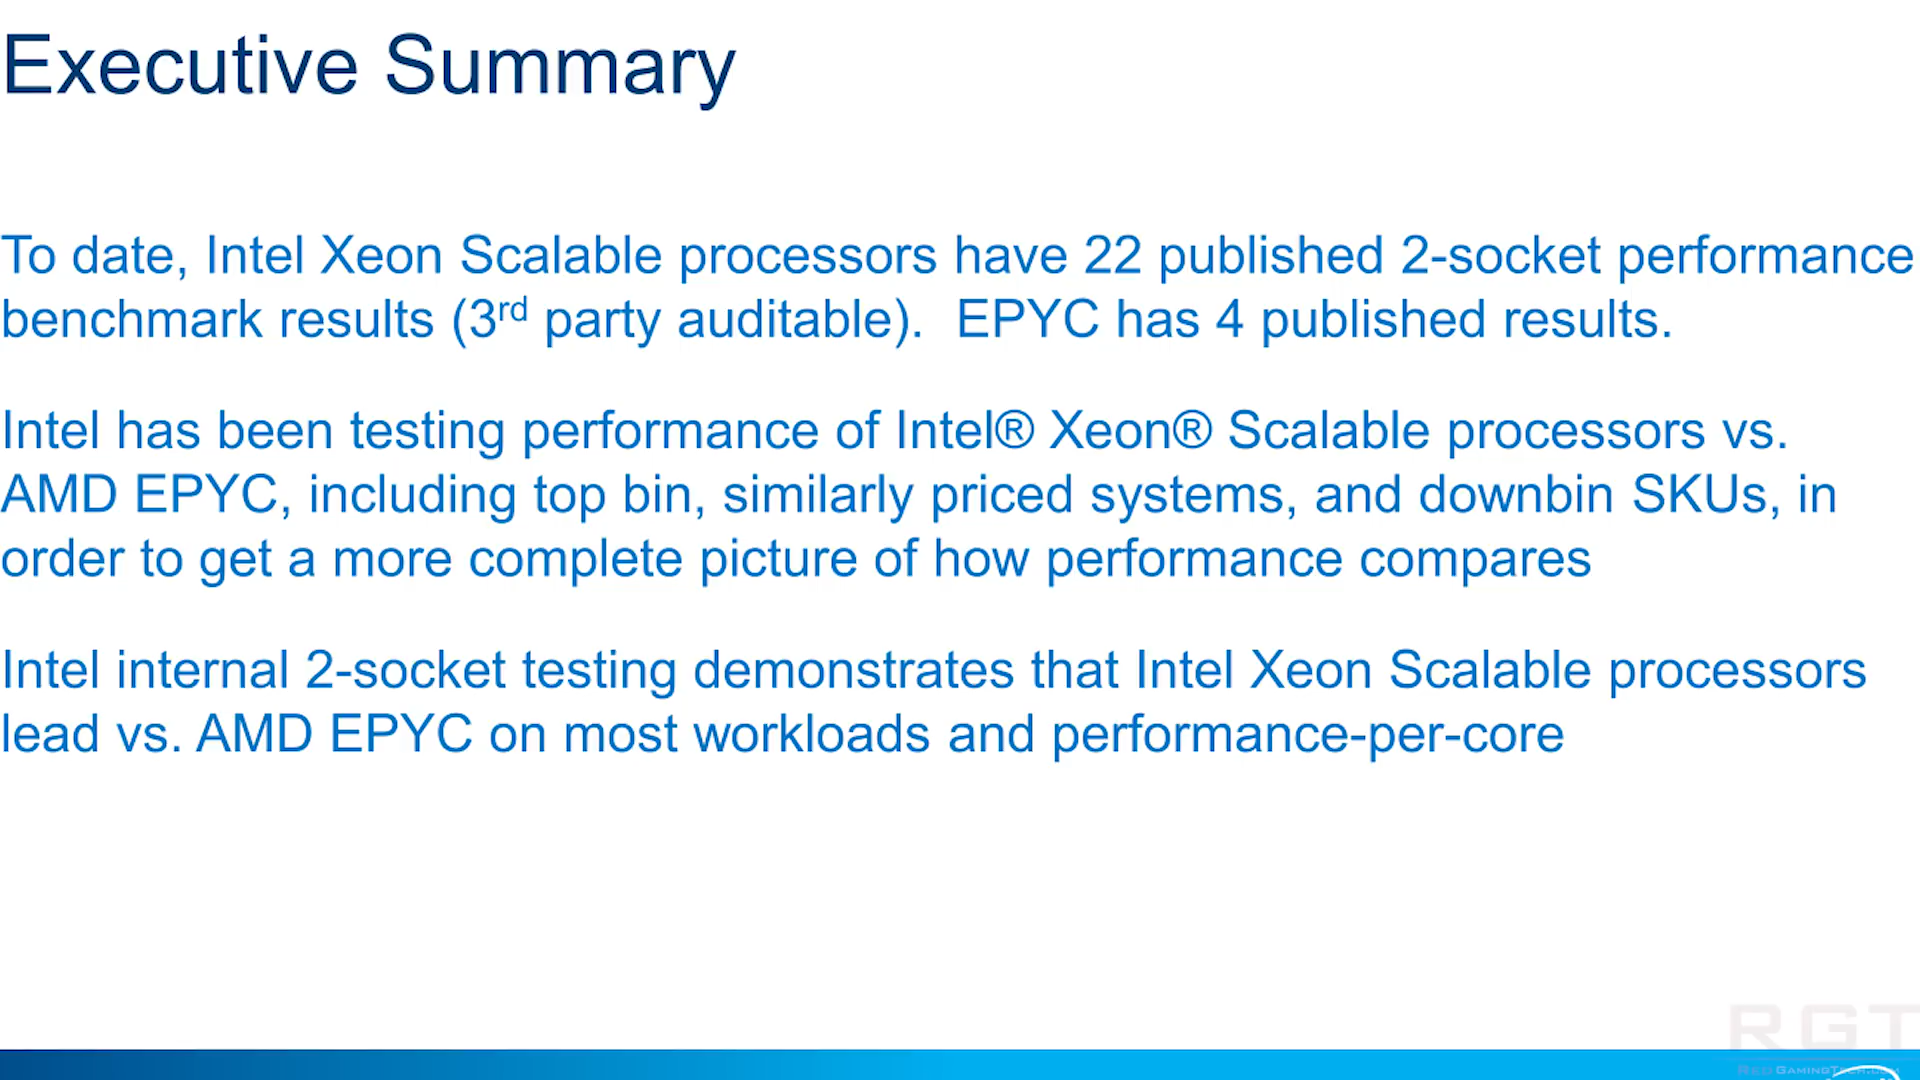 Executive Summary
To date, Intel Xeon Scalable processors have 22 published 2-socket performance
benchmark results (3rd party auditable).  EPYC has 4 published results.
Intel has been testing performance of Intel® Xeon® Scalable processors vs.
AMD EPYC, including top bin, similarly priced systems, and downbin SKUs, in
order to get a more complete picture of how performance compares
Intel internal 2-socket testing demonstrates that Intel Xeon Scalable processors
lead vs. AMD EPYC on most workloads and performance-per-core
RGT
RedGamingTech.com